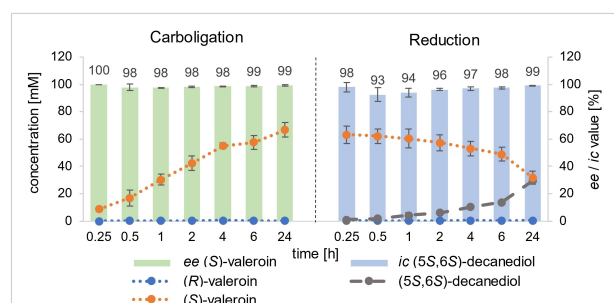 Carboligation
Reduction
120
100
80
60
40
20
0
concentration [mM]
100 98 98 98 98 99 99
98 93 94 96 97 98 99
120
100
80
60
40
20
0
ee / ic value [%]
0.25 0.5 1 2 4 6 24
0.25 0.5 1 2 4 6 24
time [h]
ee (S)-valeroin
ic (5S,6S)-decanediol
(R)-valeroin
(5S,6S)-decanediol
(S)-valeroin